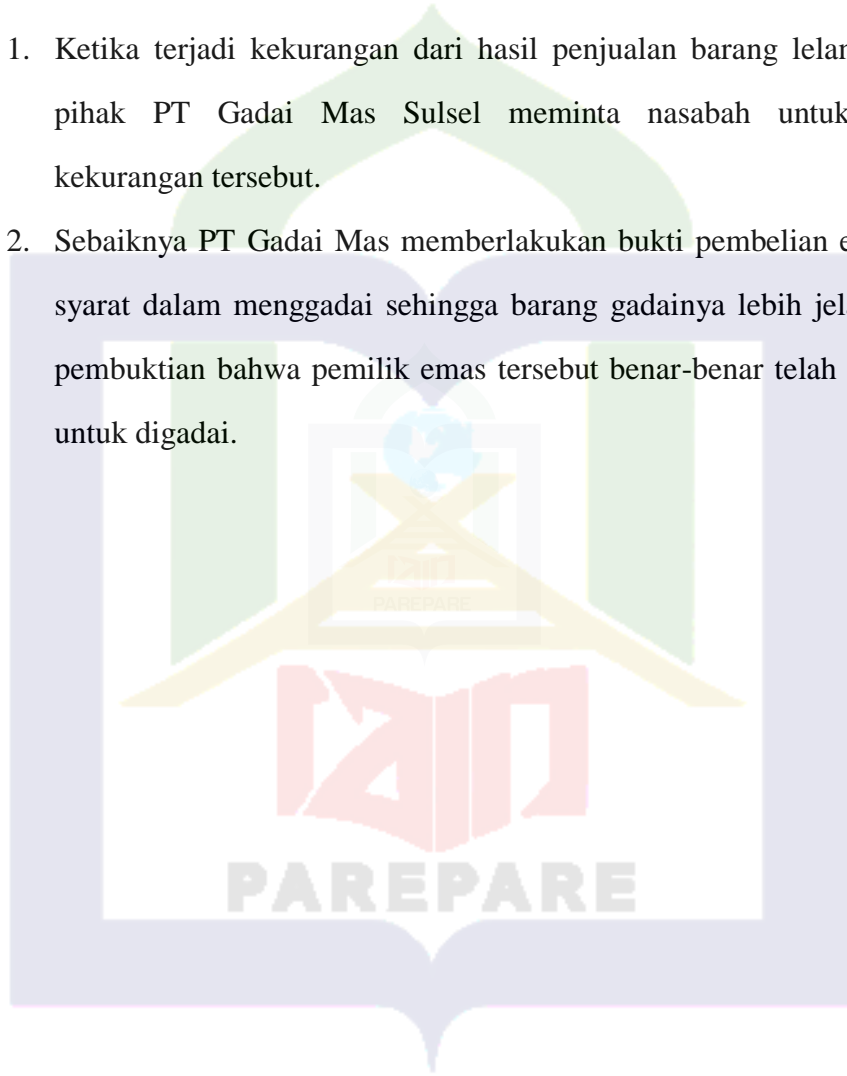 1. Ketika terjadi kekurangan dari hasil penjualan barang
pihak PT Gadai Mas Sulsel meminta nasabah untuk
kekurangan tersebut.
2. Sebaiknya PT Gadai Mas memberlakukan bukti pembelian
syarat dalam menggadai sehingga barang gadainya lebih
pembuktian bahwa pemilik emas tersebut benar-benar telah
untuk digadai.
iain
PAREPARE
iain
PAREPARE